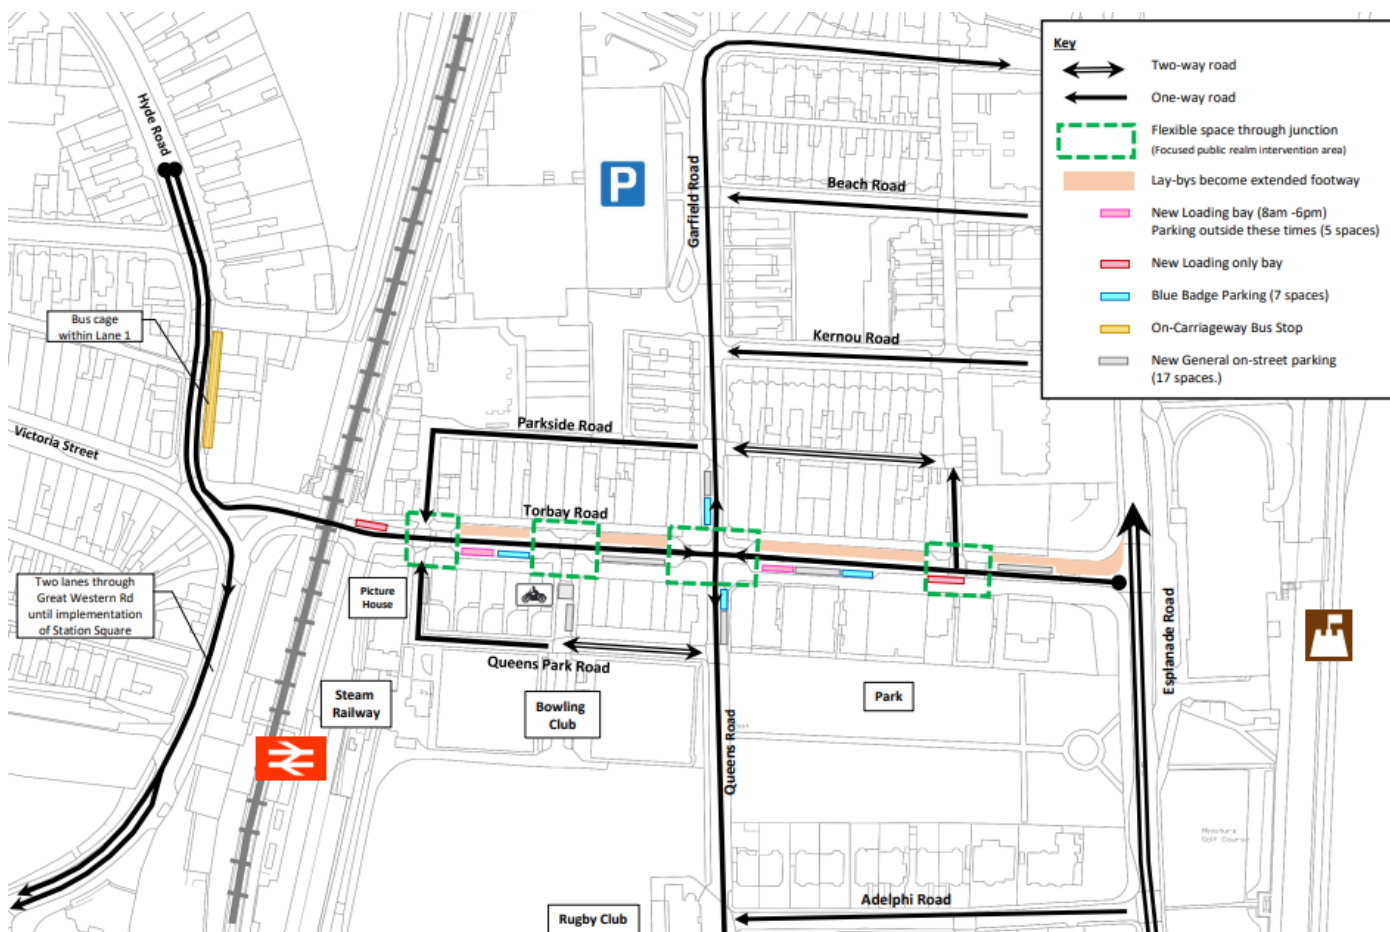 Hyde Road
Bus cage
within Lane 1
Victoria Street
Two lanes through
Great Western Rd
until implementation
of Station Square
P
Garfield Road
Beach Road
Kernou Road
Parkside Road
Torbay Road
Picture
House
Queens Park Road
Steam
Railway
Bowling
Club
Park
Queens Road
Esplanade Road
Miniature
Golf Course
Adelphi Road
Rugby Club
Key
Two-way road
One-way road
Flexible space through junction
(Focused public realm intervention area)
Lay-bys become extended footway
New Loading bay (8am -6pm)
Parking outside these times (5 spaces)
New Loading only bay
Blue Badge Parking (7 spaces)
On-Carriageway Bus Stop
New General on-street parking
(17 spaces.)